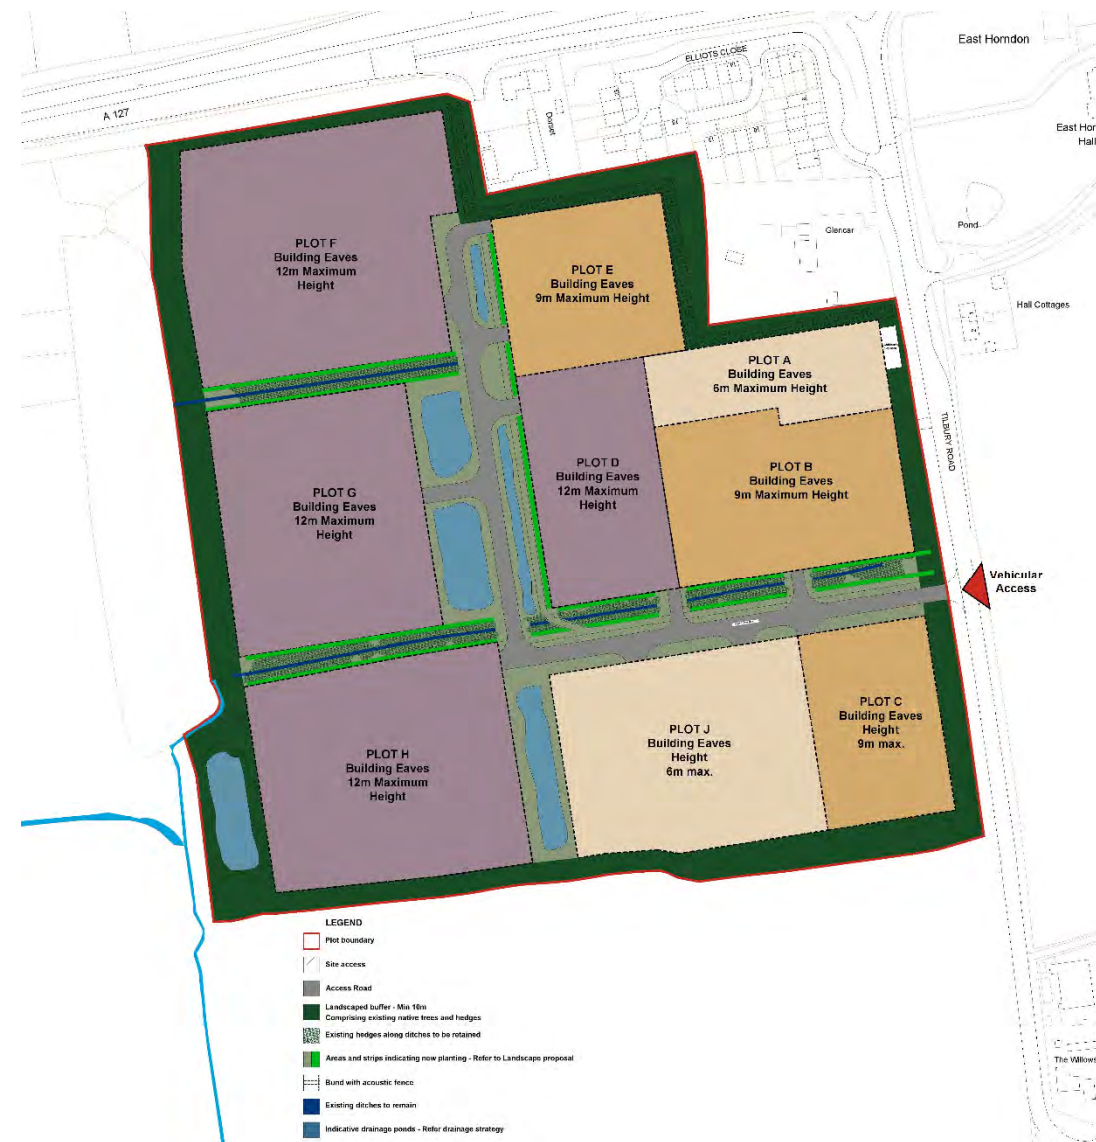 East Horndon
ELLIOTS CLOSE
A 127
Dorset
East Hor
Hall
PLOT F
Building Eaves
12m Maximum
Height
Glencar
Pond
PLOT E
Building Eaves
9m Maximum Height
Hall Cottages
PLOT A
Building Eaves
6m Maximum Height
TILBURY ROAD
PLOT D
Building Eaves
12m Maximum
Height
PLOT B
Building Eaves
9m Maximum Height
PLOT G
Building Eaves
12m Maximum
Height
Vehicular
Access
PLOT C
Building Eaves
Height
9m max.
PLOT J
Building Eaves
Height
6m max.
PLOT H
Building Eaves
12m Maximum
Height
LEGEND
Plot boundary
Site access
Access Road
Landscaped buffer - Min 10m
Comprising existing native trees and hedges
Existing hedges along ditches to be retained
Areas and strips indicating new planting - Refer to Landscape proposal
Bund with acoustic fence
Existing ditches to remain
Indicative drainage ponds - Refer drainage strategy
The Willows